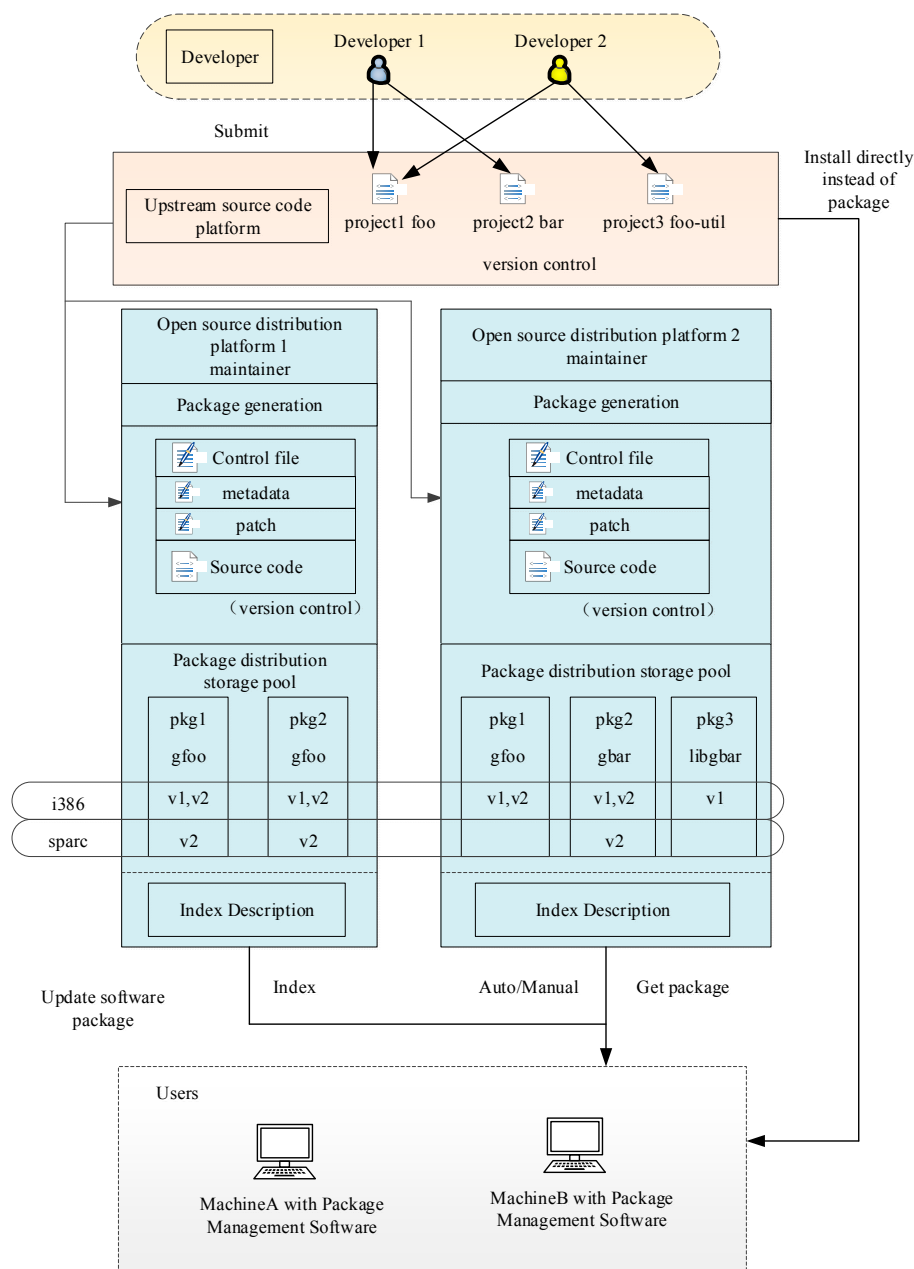 Developer
Developer 1
Developer 2
Submit
Install directly
instead of
package
Upstream source code
platform
project1 foo
project2 bar
project3 foo-util
version control
Open source distribution
platform 1
maintainer
Package generation
Control file
metadata
patch
Source code
（version control）
Package distribution
storage pool
pkg1
gfoo
pkg2
gfoo
Open source distribution platform 2
maintainer
Package generation
Control file
metadata
patch
Source code
（version control）
Package distribution storage pool
pkg1
gfoo
pkg2
gbar
pkg3
libgbar
i386
v1,v2
v1,v2
v1,v2
v1,v2
v1
sparc
v2
v2
v2
Index Description
Index Description
Update software
package
Index
Auto/Manual
Get package
Users
MachineA with Package
Management Software
MachineB with Package
Management Software